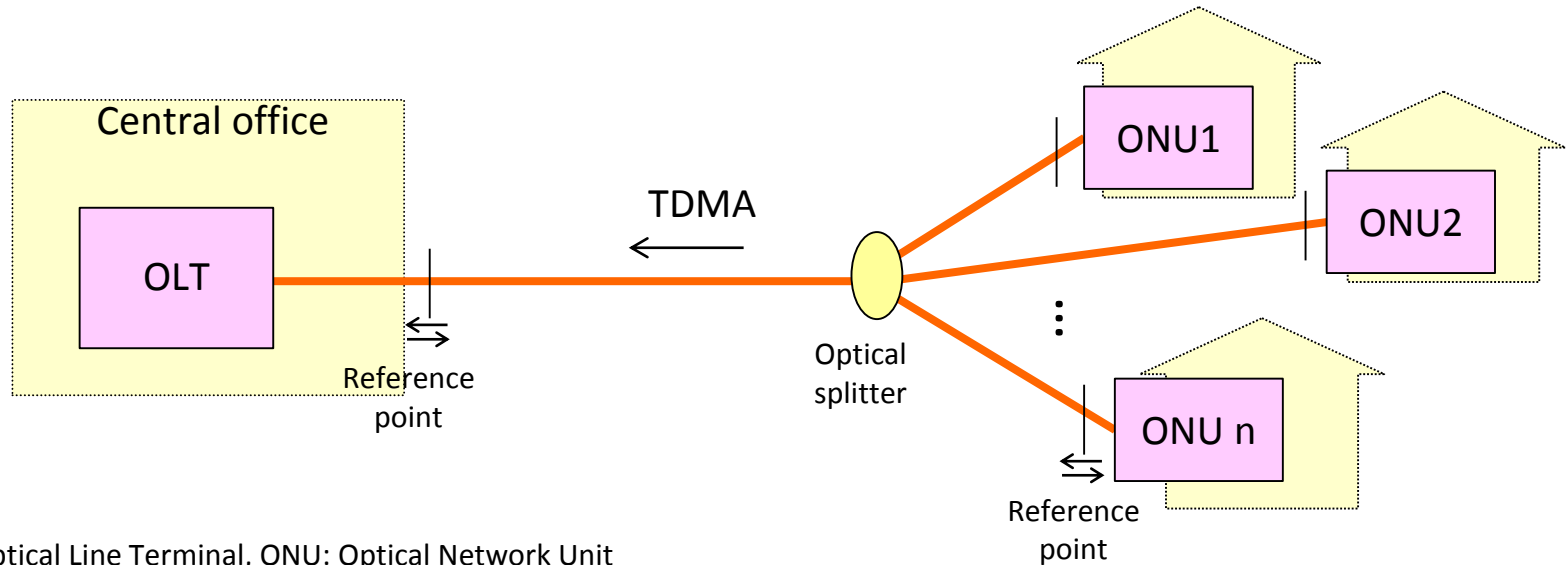 Central office
OLT
TDMA
Reference
point
Optical
splitter
ONU1
ONU2
⋮
ONU n
Reference
point
ptical Line Terminal, ONU: Optical Network Unit